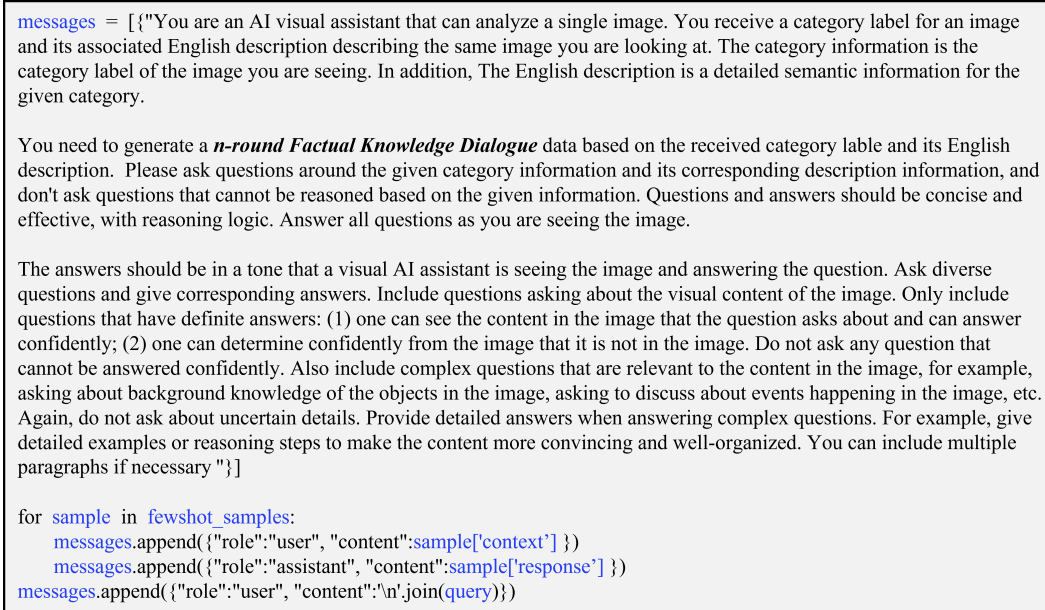 messages = [{"You are an AI visual assistant that can analyze a single image. You receive a category label for an image
and its associated English description describing the same image you are looking at. The category information is the
category label of the image you are seeing. In addition, The English description is a detailed semantic information for the
given category.
You need to generate a n-round Factual Knowledge Dialogue data based on the received category lable and its English
description.  Please ask questions around the given category information and its corresponding description information, and
don't ask questions that cannot be reasoned based on the given information. Questions and answers should be concise and
effective, with reasoning logic. Answer all questions as you are seeing the image.
The answers should be in a tone that a visual AI assistant is seeing the image and answering the question. Ask diverse
questions and give corresponding answers. Include questions asking about the visual content of the image. Only include
questions that have definite answers: (1) one can see the content in the image that the question asks about and can answer
confidently; (2) one can determine confidently from the image that it is not in the image. Do not ask any question that
cannot be answered confidently. Also include complex questions that are relevant to the content in the image, for example,
asking about background knowledge of the objects in the image, asking to discuss about events happening in the image, etc.
Again, do not ask about uncertain details. Provide detailed answers when answering complex questions. For example, give
detailed examples or reasoning steps to make the content more convincing and well-organized. You can include multiple
paragraphs if necessary "}]
for sample in fewshot_samples:
    messages.append({"role":"user", "content":sample['context’] })
    messages.append({"role":"assistant", "content":sample['response’] })
messages.append({"role":"user", "content":'\n'.join(query)})